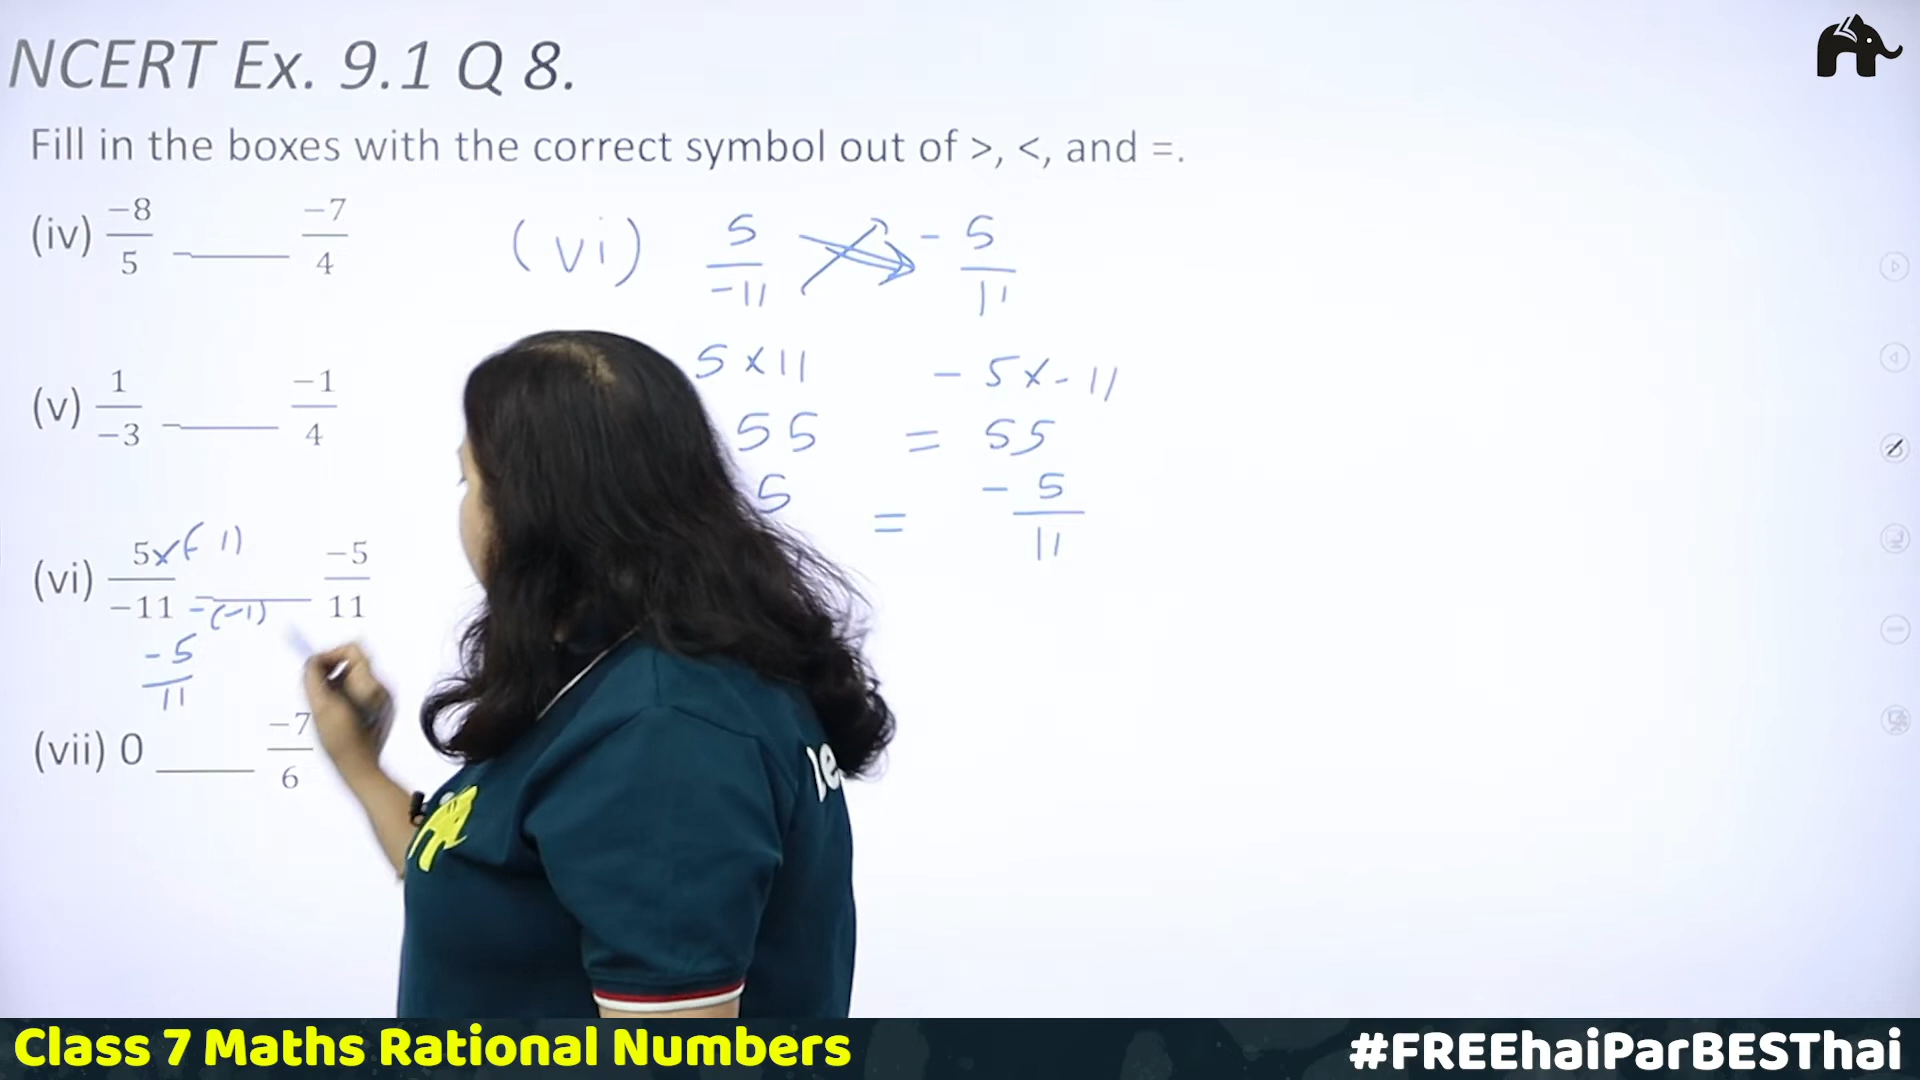 NCERT Ex. 9.1 Q 8.
Fill in the boxes with the correct symbol out of >, <, and =.
(iv) -8/5 ____ -7/4
(v) 1/-3 ____ -1/4
(vi) 5/-11 ____ -5/11
× (- 1)
(-1)
- 5/11
(vii) 0 ____ -7/6
(vi) 5/-11 - 5/11
5 × 11 - 5 × - 11
55 = 55
5 = - 5/11
le
Class 7 Maths Rational Numbers
#FREEhaiParBESThai